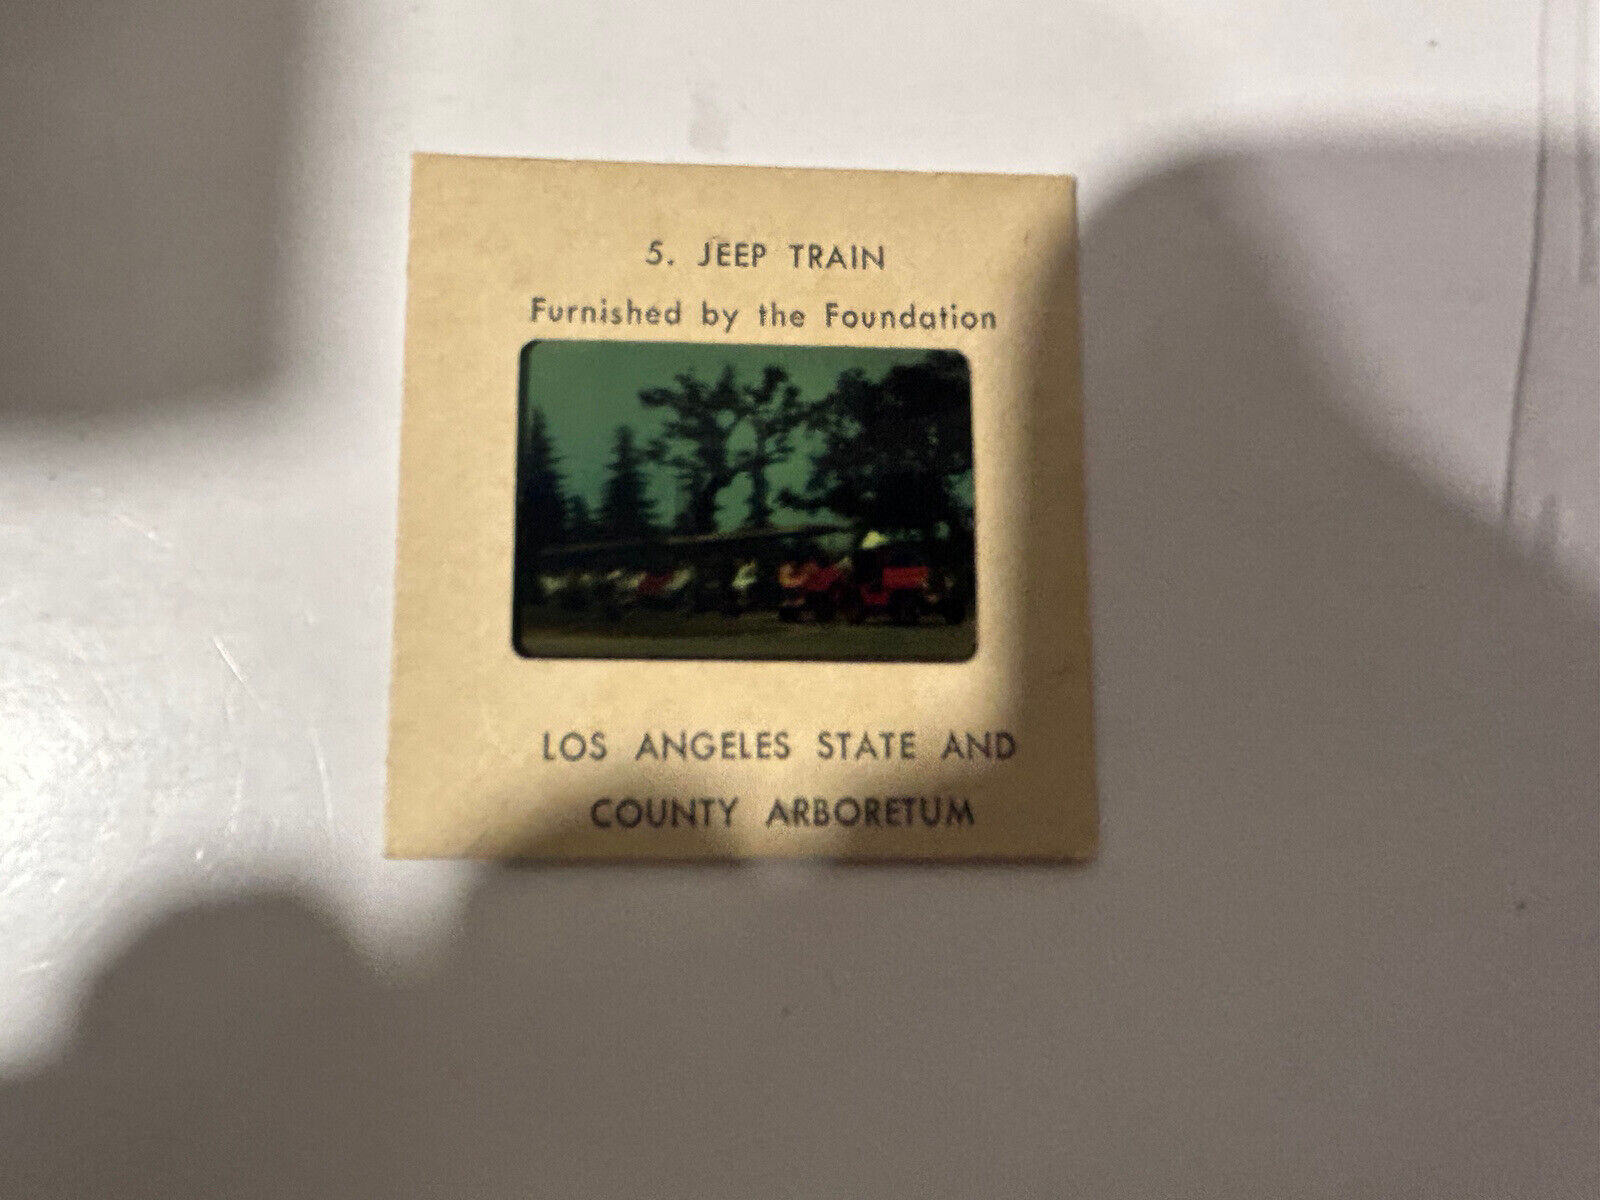 5. JEEP TRAIN
Furnished by the Foundation
LOS ANGELES STATE AND
COUNTY ARBORETUM